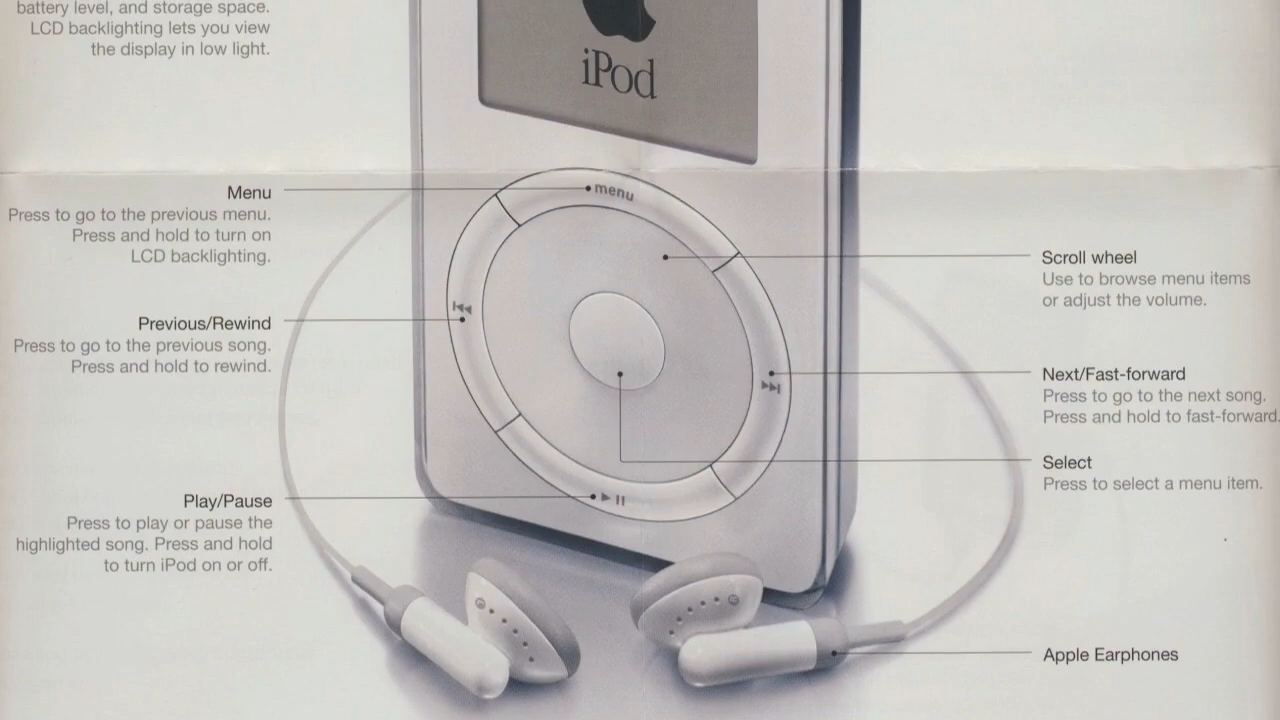 battery level, and storage space.
LCD backlighting lets you view
the display in low light.
iPod
menu
Menu
Press to go to the previous menu.
Press and hold to turn on
LCD backlighting.
Previous/Rewind
Press to go to the previous song.
Press and hold to rewind.
Play/Pause
Press to play or pause the
highlighted song. Press and hold
to turn iPod on or off.
Scroll wheel
Use to browse menu items
or adjust the volume.
Next/Fast-forward
Press to go to the next song.
Press and hold to fast-forward.
Select
Press to select a menu item.
Apple Earphones